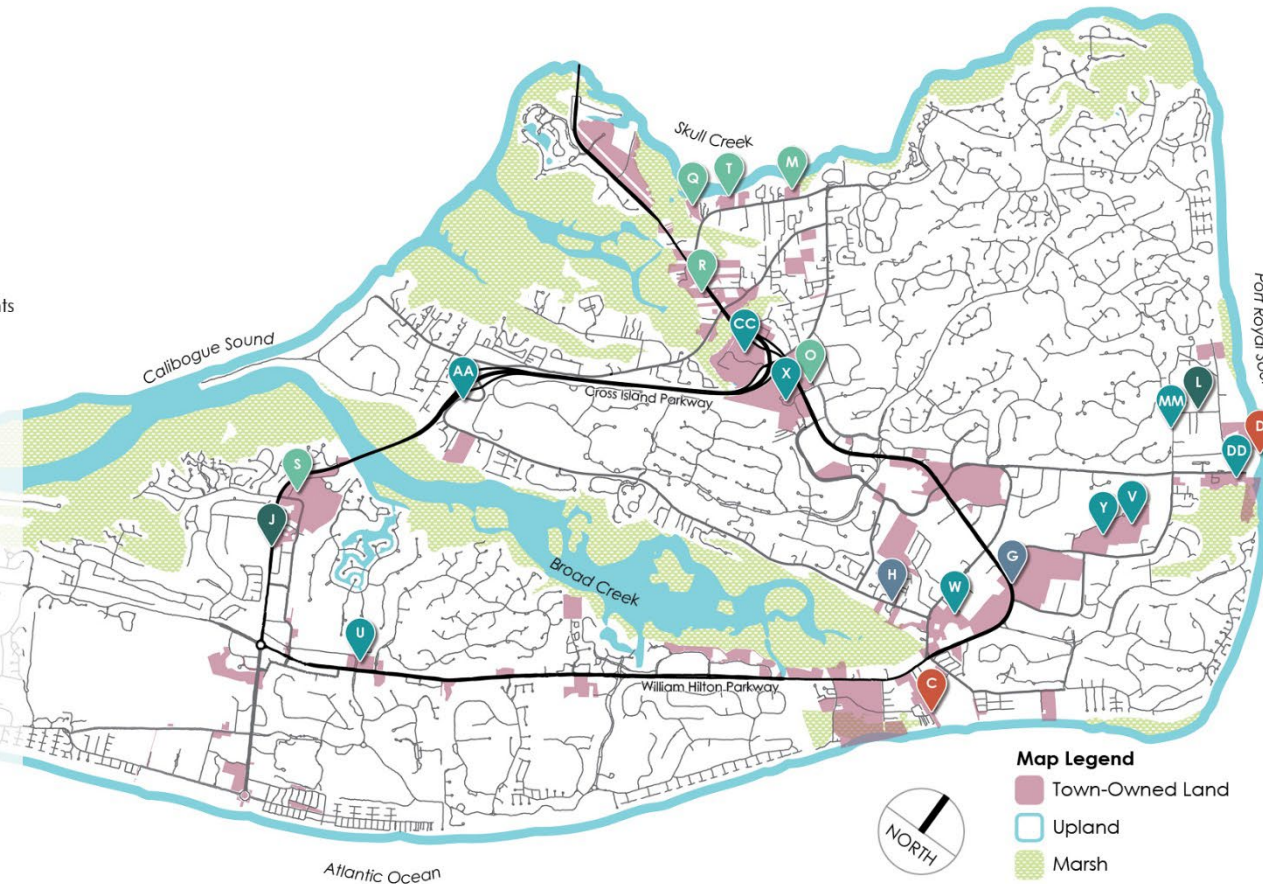 Skull Creek
Q
T
M
R
nts
CC
O
X
Calibogue Sound
AA
Cross Island Parkway
MM
L
D
DD
S
J
Y
V
Broad Creek
G
H
W
U
C
William Hilton Parkway
Map Legend
Town-Owned Land
Upland
Marsh
NORTH
Atlantic Ocean